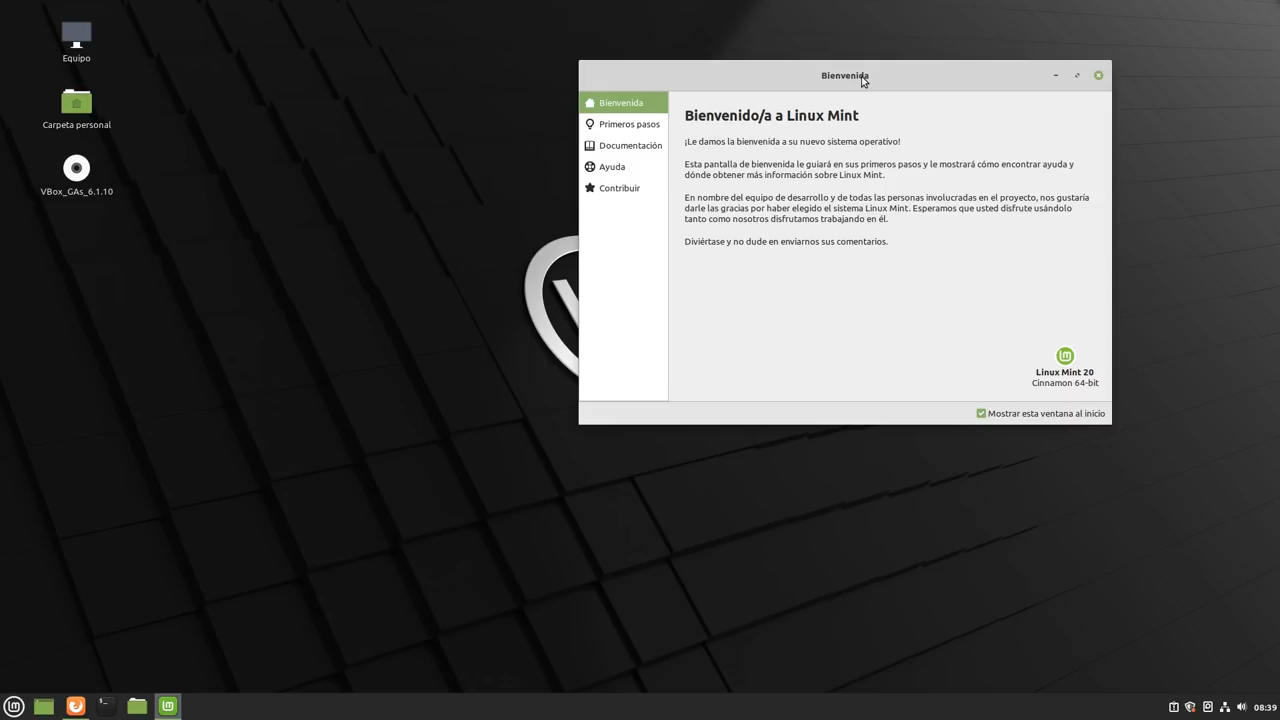 Equipo
Carpeta personal
VBox_GAs_6.1.10
Bienvenida
Bienvenida
Primeros pasos
Documentación
Ayuda
Contribuir
Bienvenido/a a Linux Mint
¡Le damos la bienvenida a su nuevo sistema operativo!
Esta pantalla de bienvenida le guiará en sus primeros pasos y le mostrará cómo encontrar ayuda y
dónde obtener más información sobre Linux Mint.
En nombre del equipo de desarrollo y de todas las personas involucradas en el proyecto, nos gustaría
darle las gracias por haber elegido el sistema Linux Mint. Esperamos que usted disfrute usándolo
tanto como nosotros disfrutamos trabajando en él.
Diviértase y no dude en enviarnos sus comentarios.
Linux Mint 20
Cinnamon 64-bit
Mostrar esta ventana al inicio
08:39